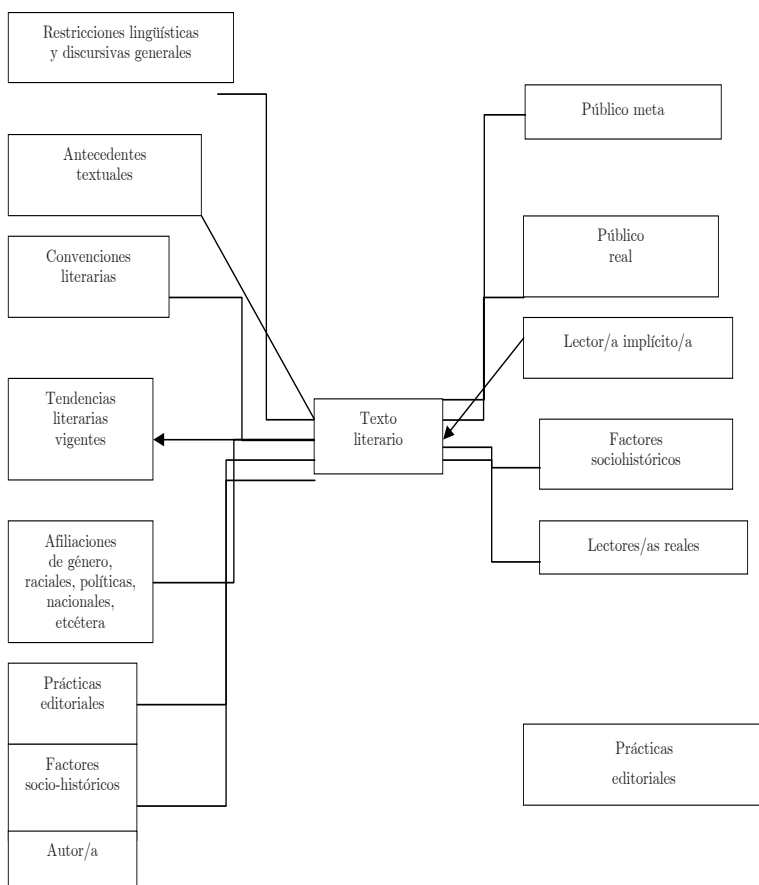 Restricciones lingüísticas
y discursivas generales
Antecedentes
textuales
Convenciones
literarias
Tendencias
literarias
vigentes
Afiliaciones
de género,
raciales, políticas,
nacionales,
etcétera
Prácticas
editoriales
Factores
socio-históricos
Autor/a
Texto
literario
Público meta
Público
real
Lector/a implícito/a
Factores
sociohistóricos
Lectores/as reales
Prácticas
editoriales